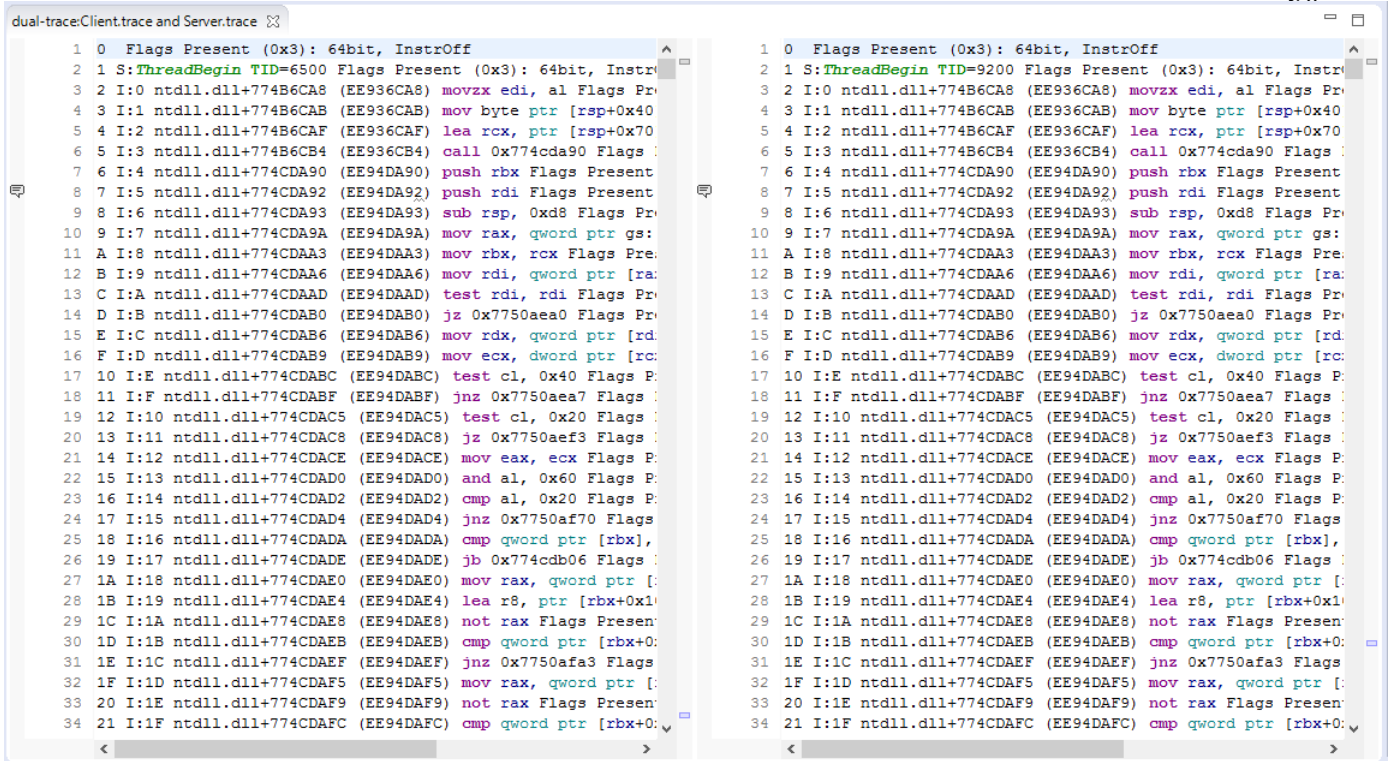 dual-trace:Client.trace and Server.trace
1 0 Flags Present (0x3): 64bit, InstrOff
2 1 S:ThreadBegin TID=6500 Flags Present (0x3): 64bit, Instr
3 2 I:0 ntdll.dll+774B6CA8 (EE936CA8) movzx edi, al Flags Pr
4 3 I:1 ntdll.dll+774B6CAB (EE936CAB) mov byte ptr [rsp+0x40
5 4 I:2 ntdll.dll+774B6CAF (EE936CAF) lea rcx, ptr [rsp+0x70
6 5 I:3 ntdll.dll+774B6CB4 (EE936CB4) call 0x774cda90 Flags
7 6 I:4 ntdll.dll+774CDA90 (EE94DA90) push rbx Flags Present
8 7 I:5 ntdll.dll+774CDA92 (EE94DA92) push rdi Flags Present
9 8 I:6 ntdll.dll+774CDA93 (EE94DA93) sub rsp, 0xd8 Flags Pr
10 9 I:7 ntdll.dll+774CDA9A (EE94DA9A) mov rax, qword ptr gs:
11 A I:8 ntdll.dll+774CDAA3 (EE94DAA3) mov rbx, rcx Flags Pre
12 B I:9 ntdll.dll+774CDAA6 (EE94DAA6) mov rdi, qword ptr [ra
13 C I:A ntdll.dll+774CDAAD (EE94DAAD) test rdi, rdi Flags Pr
14 D I:B ntdll.dll+774CDAB0 (EE94DAB0) jz 0x7750aea0 Flags Pr
15 E I:C ntdll.dll+774CDAB6 (EE94DAB6) mov rdx, qword ptr [rd
16 F I:D ntdll.dll+774CDAB9 (EE94DAB9) mov ecx, dword ptr [rc
17 10 I:E ntdll.dll+774CDABC (EE94DABC) test cl, 0x40 Flags P
18 11 I:F ntdll.dll+774CDABF (EE94DABF) jnz 0x7750aea7 Flags
19 12 I:10 ntdll.dll+774CDAC5 (EE94DAC5) test cl, 0x20 Flags
20 13 I:11 ntdll.dll+774CDAC8 (EE94DAC8) jz 0x7750aef3 Flags
21 14 I:12 ntdll.dll+774CDACE (EE94DACE) mov eax, ecx Flags P
22 15 I:13 ntdll.dll+774CDAD0 (EE94DAD0) and al, 0x60 Flags P
23 16 I:14 ntdll.dll+774CDAD2 (EE94DAD2) cmp al, 0x20 Flags P
24 17 I:15 ntdll.dll+774CDAD4 (EE94DAD4) jnz 0x7750af70 Flags
25 18 I:16 ntdll.dll+774CDADA (EE94DADA) cmp qword ptr [rbx],
26 19 I:17 ntdll.dll+774CDADE (EE94DADE) jb 0x774cdb06 Flags
27 1A I:18 ntdll.dll+774CDAE0 (EE94DAE0) mov rax, qword ptr [
28 1B I:19 ntdll.dll+774CDAE4 (EE94DAE4) lea r8, ptr [rbx+0x1
29 1C I:1A ntdll.dll+774CDAE8 (EE94DAE8) not rax Flags Presen
30 1D I:1B ntdll.dll+774CDAEB (EE94DAEB) cmp qword ptr [rbx+0
31 1E I:1C ntdll.dll+774CDAEF (EE94DAEF) jnz 0x7750afa3 Flags
32 1F I:1D ntdll.dll+774CDAF5 (EE94DAF5) mov rax, qword ptr [
33 20 I:1E ntdll.dll+774CDAF9 (EE94DAF9) not rax Flags Presen
34 21 I:1F ntdll.dll+774CDAFC (EE94DAFC) cmp qword ptr [rbx+0
1 0 Flags Present (0x3): 64bit, InstrOff
2 1 S:ThreadBegin TID=9200 Flags Present (0x3): 64bit, Instr
3 2 I:0 ntdll.dll+774B6CA8 (EE936CA8) movzx edi, al Flags Pr
4 3 I:1 ntdll.dll+774B6CAB (EE936CAB) mov byte ptr [rsp+0x40
5 4 I:2 ntdll.dll+774B6CAF (EE936CAF) lea rcx, ptr [rsp+0x70
6 5 I:3 ntdll.dll+774B6CB4 (EE936CB4) call 0x774cda90 Flags
7 6 I:4 ntdll.dll+774CDA90 (EE94DA90) push rbx Flags Present
8 7 I:5 ntdll.dll+774CDA92 (EE94DA92) push rdi Flags Present
9 8 I:6 ntdll.dll+774CDA93 (EE94DA93) sub rsp, 0xd8 Flags Pr
10 9 I:7 ntdll.dll+774CDA9A (EE94DA9A) mov rax, qword ptr gs:
11 A I:8 ntdll.dll+774CDAA3 (EE94DAA3) mov rbx, rcx Flags Pre
12 B I:9 ntdll.dll+774CDAA6 (EE94DAA6) mov rdi, qword ptr [ra
13 C I:A ntdll.dll+774CDAAD (EE94DAAD) test rdi, rdi Flags Pr
14 D I:B ntdll.dll+774CDAB0 (EE94DAB0) jz 0x7750aea0 Flags Pr
15 E I:C ntdll.dll+774CDAB6 (EE94DAB6) mov rdx, qword ptr [rd
16 F I:D ntdll.dll+774CDAB9 (EE94DAB9) mov ecx, dword ptr [rc
17 10 I:E ntdll.dll+774CDABC (EE94DABC) test cl, 0x40 Flags P
18 11 I:F ntdll.dll+774CDABF (EE94DABF) jnz 0x7750aea7 Flags
19 12 I:10 ntdll.dll+774CDAC5 (EE94DAC5) test cl, 0x20 Flags
20 13 I:11 ntdll.dll+774CDAC8 (EE94DAC8) jz 0x7750aef3 Flags
21 14 I:12 ntdll.dll+774CDACE (EE94DACE) mov eax, ecx Flags P
22 15 I:13 ntdll.dll+774CDAD0 (EE94DAD0) and al, 0x60 Flags P
23 16 I:14 ntdll.dll+774CDAD2 (EE94DAD2) cmp al, 0x20 Flags P
24 17 I:15 ntdll.dll+774CDAD4 (EE94DAD4) jnz 0x7750af70 Flags
25 18 I:16 ntdll.dll+774CDADA (EE94DADA) cmp qword ptr [rbx],
26 19 I:17 ntdll.dll+774CDADE (EE94DADE) jb 0x774cdb06 Flags
27 1A I:18 ntdll.dll+774CDAE0 (EE94DAE0) mov rax, qword ptr [
28 1B I:19 ntdll.dll+774CDAE4 (EE94DAE4) lea r8, ptr [rbx+0x1
29 1C I:1A ntdll.dll+774CDAE8 (EE94DAE8) not rax Flags Presen
30 1D I:1B ntdll.dll+774CDAEB (EE94DAEB) cmp qword ptr [rbx+0
31 1E I:1C ntdll.dll+774CDAEF (EE94DAEF) jnz 0x7750afa3 Flags
32 1F I:1D ntdll.dll+774CDAF5 (EE94DAF5) mov rax, qword ptr [
33 20 I:1E ntdll.dll+774CDAF9 (EE94DAF9) not rax Flags Presen
34 21 I:1F ntdll.dll+774CDAFC (EE94DAFC) cmp qword ptr [rbx+0